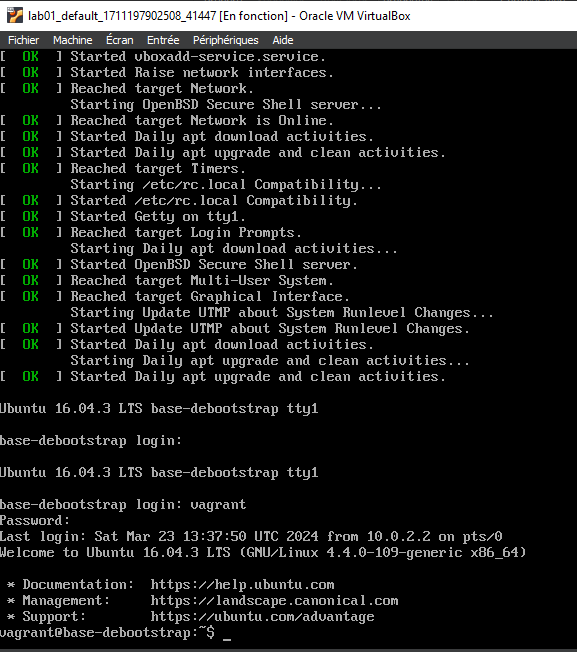 lab01_default_1711197902508_41447 [En fonction] - Oracle VM VirtualBox
Fichier Machine Écran Entrée Périphériques Aide
[  OK  ] Started vboxadd-service.service.
[  OK  ] Started Raise network interfaces.
[  OK  ] Reached target Network.
Starting OpenBSD Secure Shell server...
[  OK  ] Reached target Network is Online.
[  OK  ] Started Daily apt download activities.
[  OK  ] Started Daily apt upgrade and clean activities.
[  OK  ] Reached target Timers.
Starting /etc/rc.local Compatibility...
[  OK  ] Started /etc/rc.local Compatibility.
[  OK  ] Started Getty on tty1.
[  OK  ] Reached target Login Prompts.
Starting Daily apt download activities...
[  OK  ] Started OpenBSD Secure Shell server.
[  OK  ] Reached target Multi-User System.
[  OK  ] Reached target Graphical Interface.
Starting Update UTMP about System Runlevel Changes...
[  OK  ] Started Update UTMP about System Runlevel Changes.
[  OK  ] Started Daily apt download activities.
Starting Daily apt upgrade and clean activities...
[  OK  ] Started Daily apt upgrade and clean activities.
Ubuntu 16.04.3 LTS base-debootstrap tty1
base-debootstrap login:
Ubuntu 16.04.3 LTS base-debootstrap tty1
base-debootstrap login: vagrant
Password:
Last login: Sat Mar 23 13:37:50 UTC 2024 from 10.0.2.2 on pts/0
Welcome to Ubuntu 16.04.3 LTS (GNU/Linux 4.4.0-109-generic x86_64)
* Documentation:  https://help.ubuntu.com
* Management:     https://landscape.canonical.com
* Support:        https://ubuntu.com/advantage
vagrant@base-debootstrap:~$ _